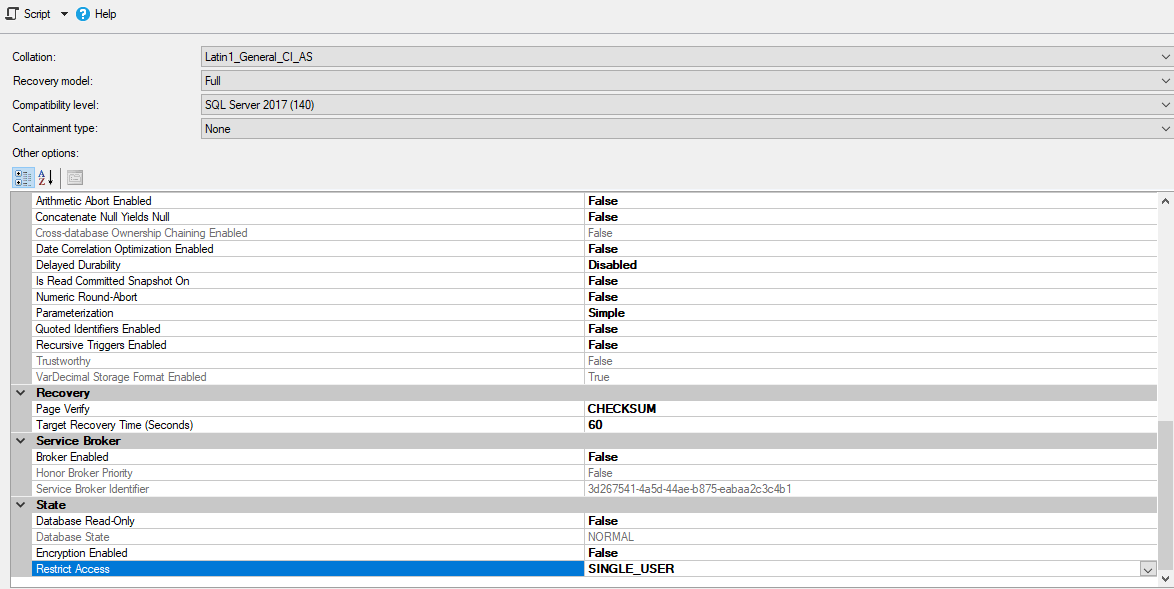 Script Help
Collation: Latin1_General_CI_AS
Recovery model: Full
Compatibility level: SQL Server 2017 (140)
Containment type: None
Other options:
Arithmetic Abort Enabled False
Concatenate Null Yields Null False
Cross-database Ownership Chaining Enabled False
Date Correlation Optimization Enabled False
Delayed Durability Disabled
Is Read Committed Snapshot On False
Numeric Round-Abort False
Parameterization Simple
Quoted Identifiers Enabled False
Recursive Triggers Enabled False
Trustworthy False
VarDecimal Storage Format Enabled True
Recovery
Page Verify CHECKSUM
Target Recovery Time (Seconds) 60
Service Broker
Broker Enabled False
Honor Broker Priority False
Service Broker Identifier 3d267541-4a5d-44ae-b875-eabaa2c3c4b1
State
Database Read-Only False
Database State NORMAL
Encryption Enabled False
Restrict Access SINGLE_USER